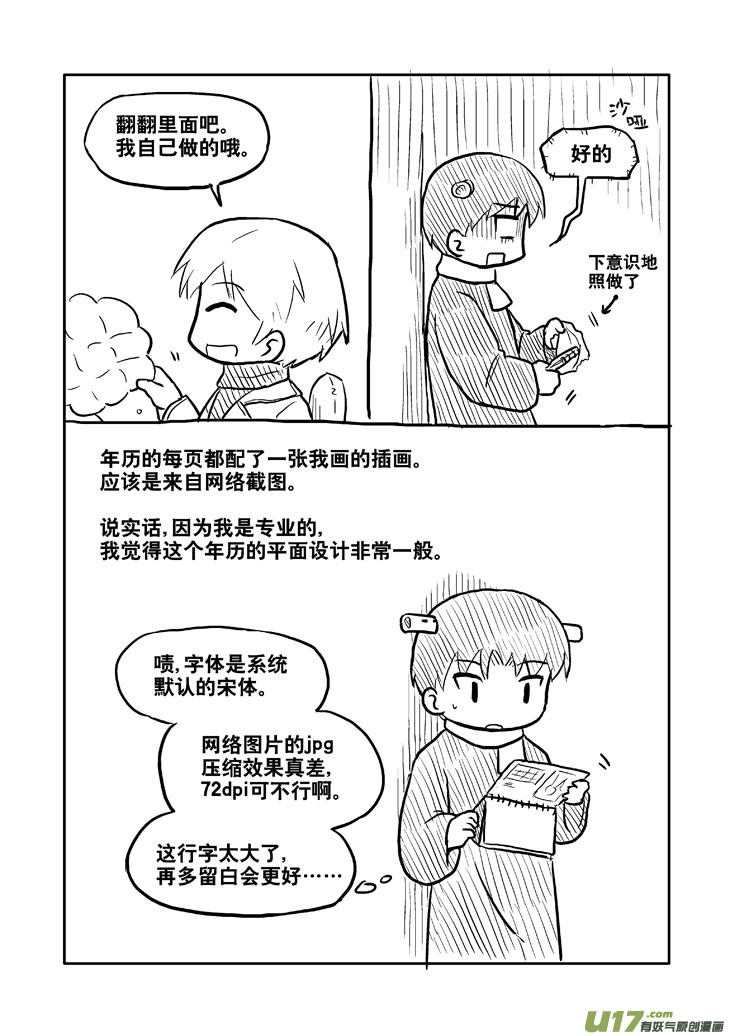 翻翻里面吧。
我自己做的哦。
沙啦
好的
下意识地
照做了
年历的每页都配了一张我画的插画。
应该是来自网络截图。
说实话,因为我是专业的,
我觉得这个年历的平面设计非常一般。
啧,字体是系统
默认的宋体。
网络图片的jpg
压缩效果真差,
72dpi可不行啊。
这行字太大了,
再多留白会更好……
U17.com
有妖气原创漫画